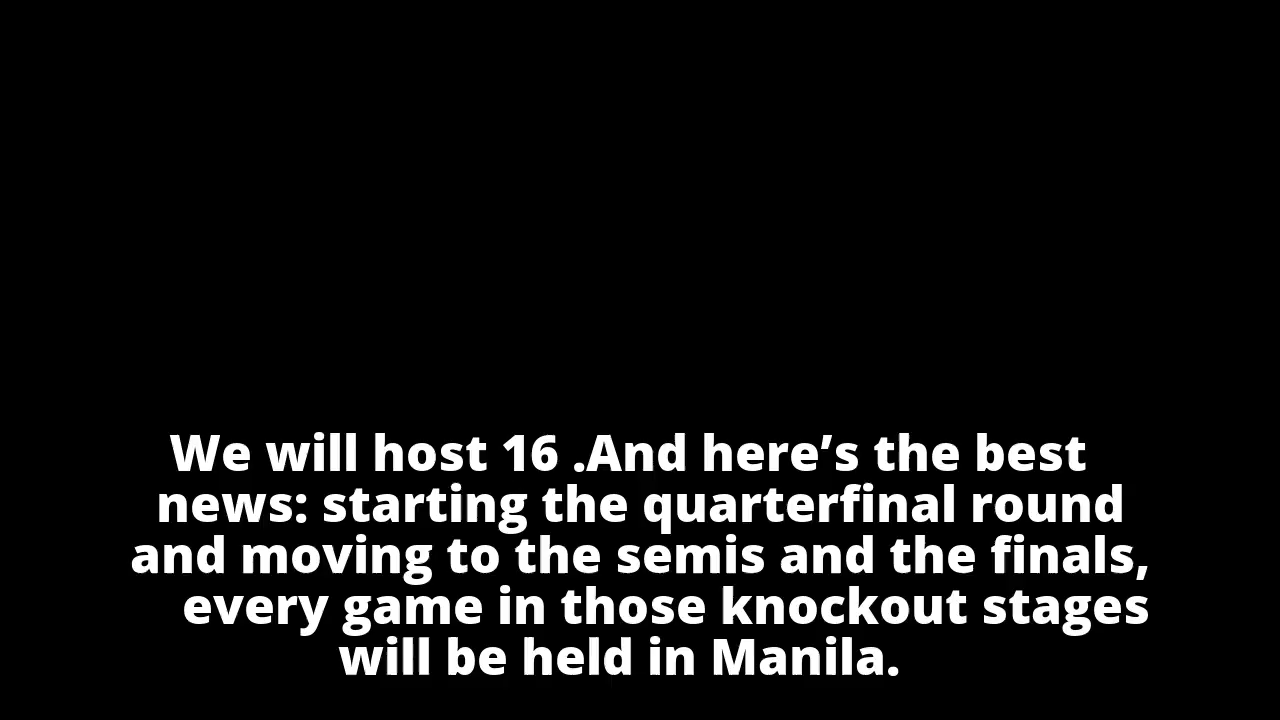 We will host 16 .And here’s the best
news: starting the quarterfinal round
and moving to the semis and the finals,
every game in those knockout stages
will be held in Manila.